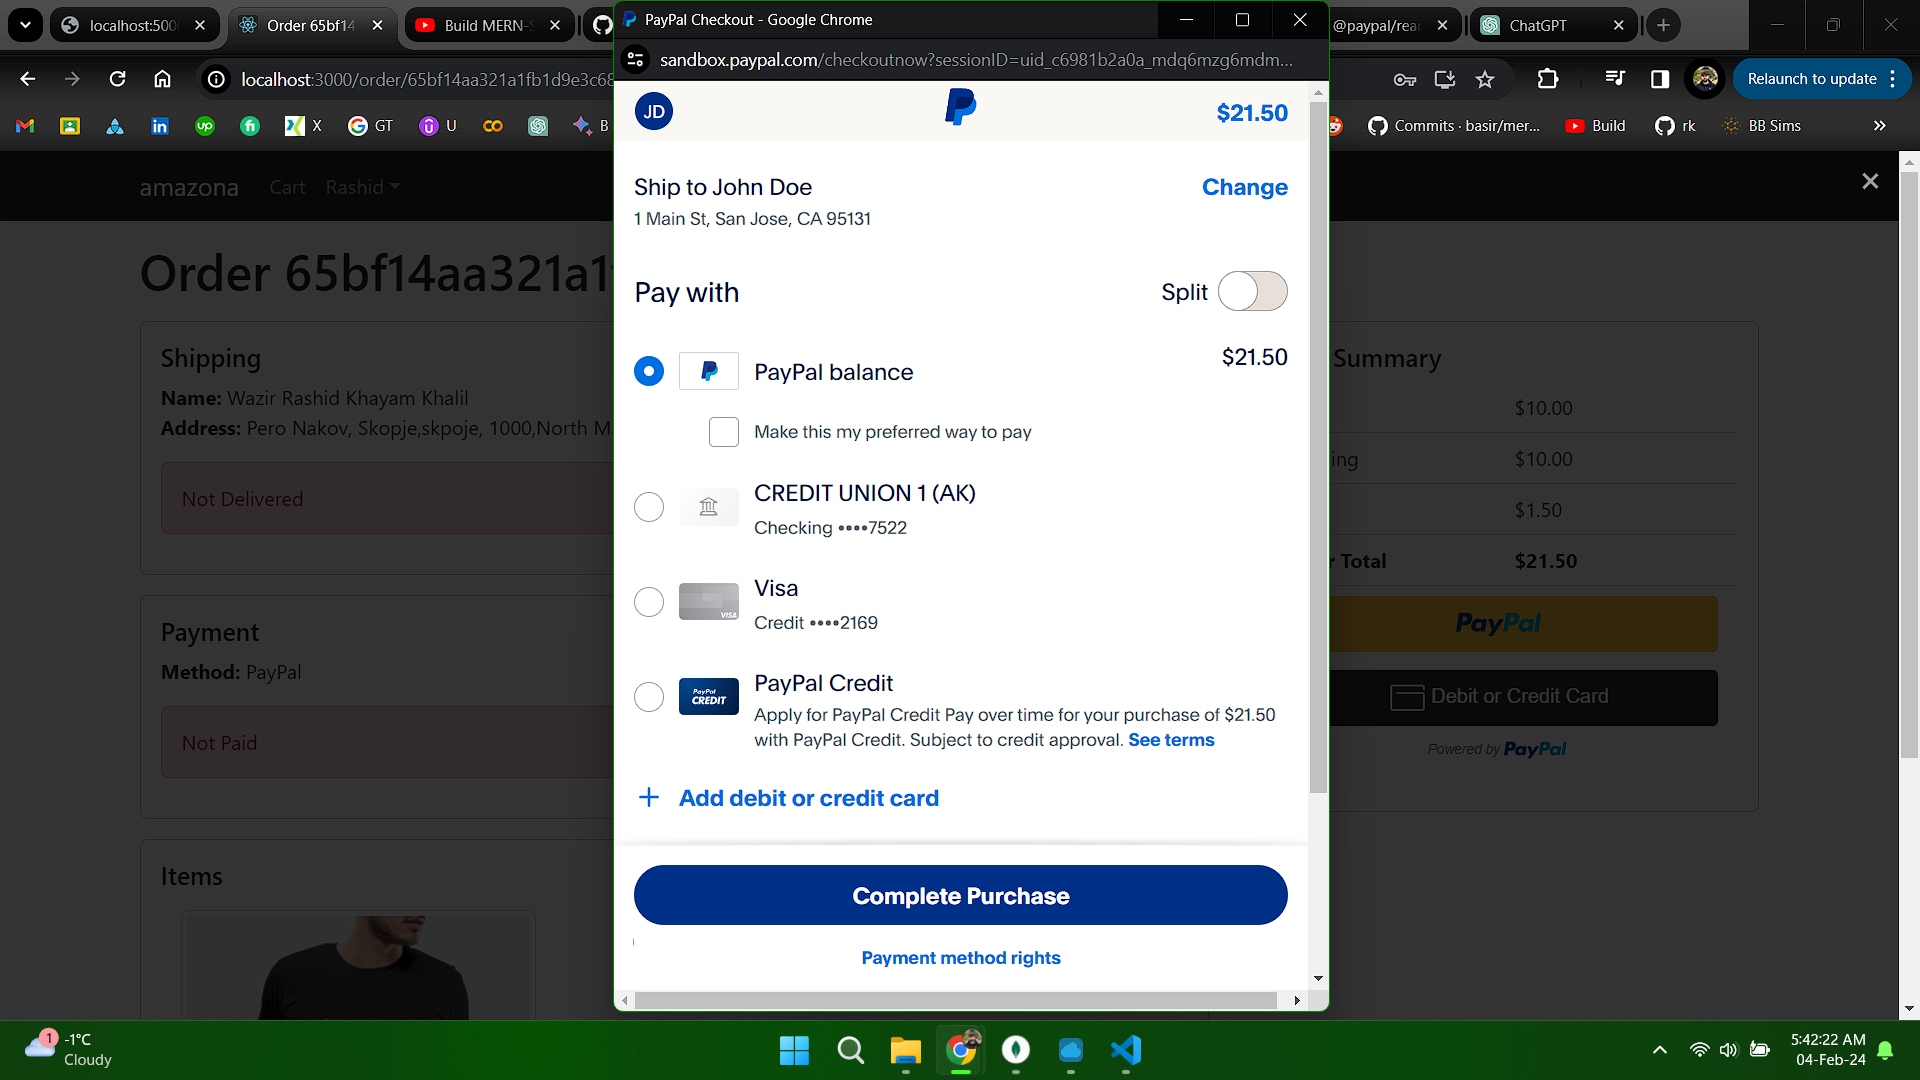 localhost:500
Order 65bf14
Build MERN-
PayPal Checkout - Google Chrome
@paypal/rea
ChatGPT
localhost:3000/order/65bf14aa321a1fb1d9e3c68
sandbox.paypal.com/checkoutnow?sessionID=uid_c6981b2a0a_mdq6mzg6mdm...
Relaunch to update
X
GT
U
B
Commits · basir/mer...
Build
rk
BB Sims
amazona
Cart
Rashid
Order 65bf14aa321a1
Shipping
Name: Wazir Rashid Khayam Khalil
Address: Pero Nakov, Skopje,skpoje, 1000,North M
Not Delivered
Payment
Method: PayPal
Not Paid
Items
JD
$21.50
Ship to John Doe
Change
1 Main St, San Jose, CA 95131
Pay with
Split
PayPal balance
$21.50
Make this my preferred way to pay
CREDIT UNION 1 (AK)
Checking ••••7522
VISA
Visa
Credit ••••2169
PayPal
CREDIT
PayPal Credit
Apply for PayPal Credit Pay over time for your purchase of $21.50
with PayPal Credit. Subject to credit approval. See terms
Add debit or credit card
Complete Purchase
Payment method rights
Summary
$10.00
ing
$10.00
$1.50
r Total
$21.50
PayPal
Debit or Credit Card
Powered by PayPal
1
-1°C
Cloudy
5:42:22 AM
04-Feb-24